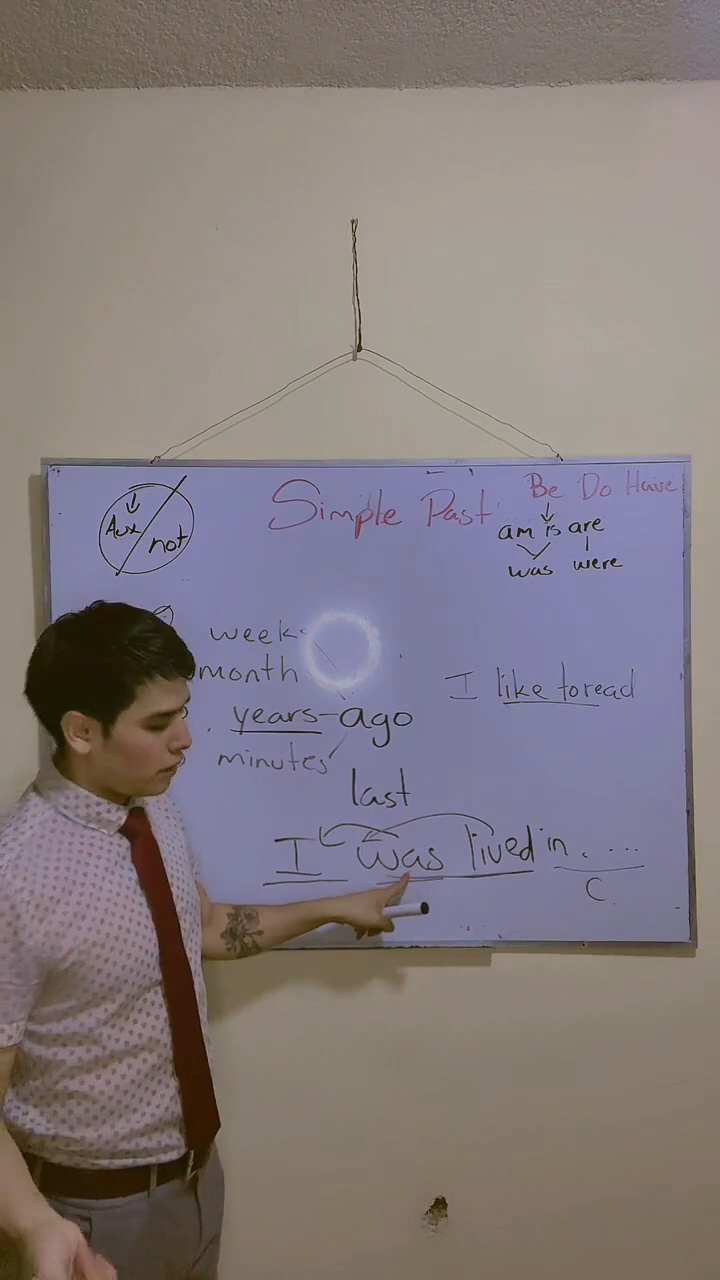 Aux not
Simple Past
Be Do Have
am is are
was were
week
month
years-ago
minutes
last
I like to read
I was lived in . ...
C